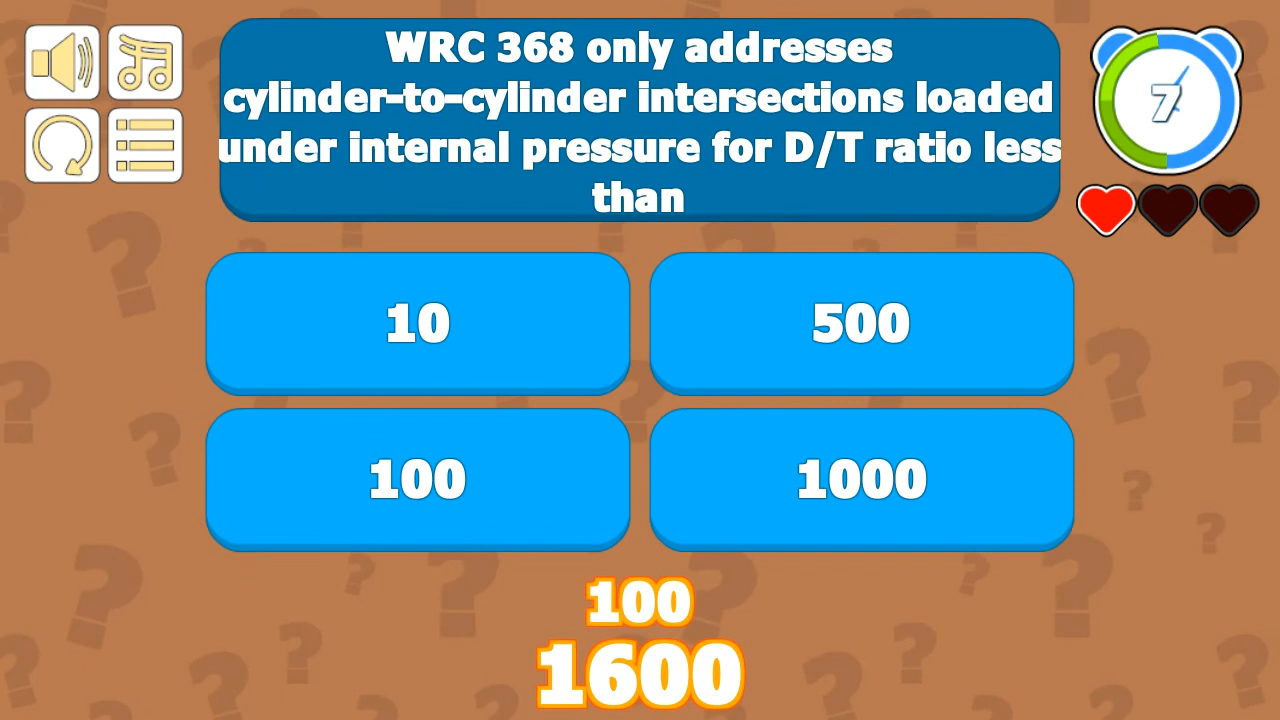 WRC 368 only addresses
cylinder-to-cylinder intersections loaded
under internal pressure for D/T ratio less
than
7
10
500
100
1000
100
1600